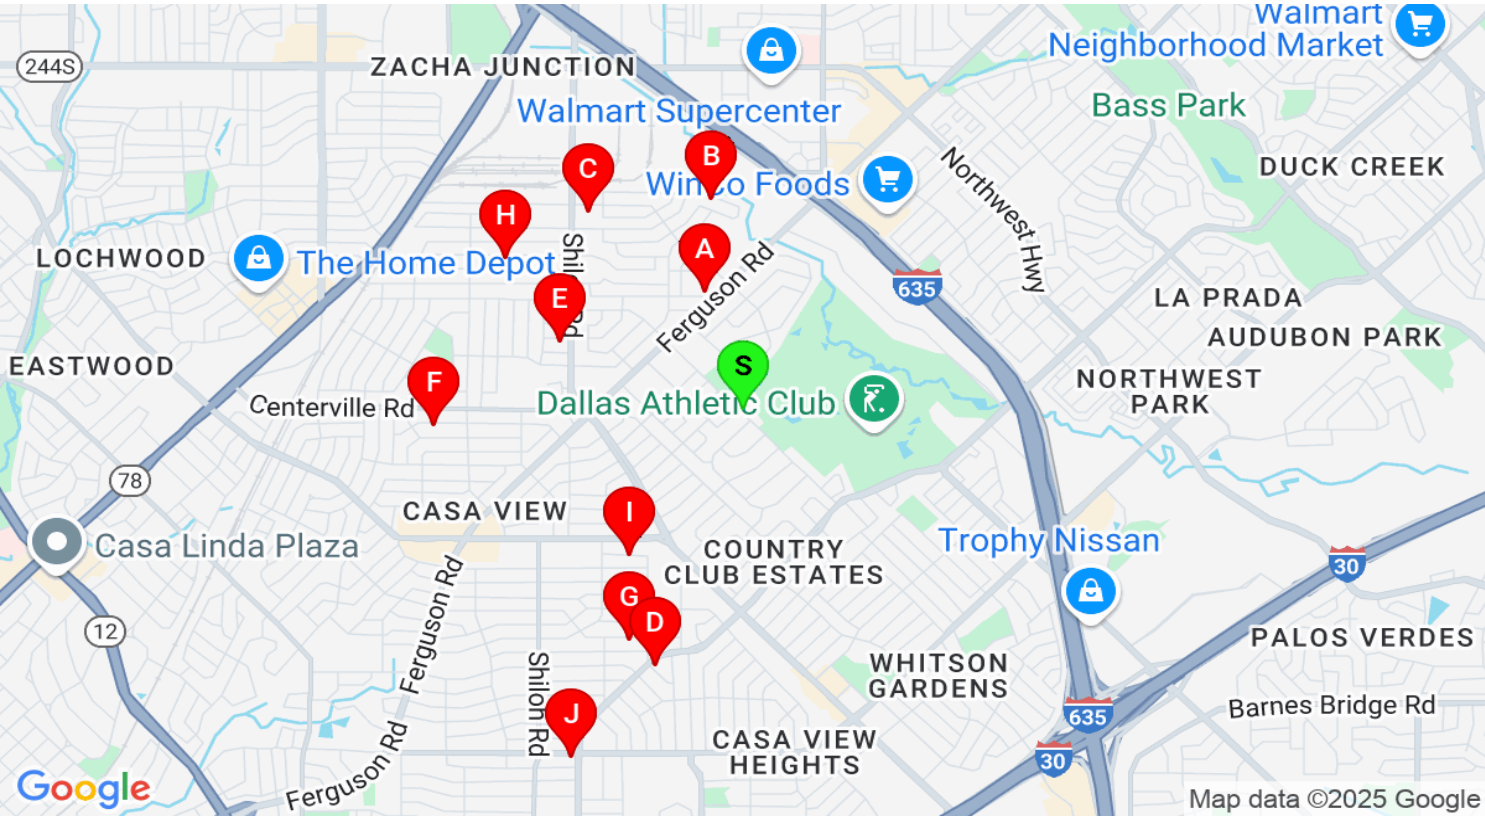 Walmart
Neighborhood Market
244S
ZACHA JUNCTION
Walmart Supercenter
Bass Park
B
C
Northwest Hwy
DUCK CREEK
WinCo Foods
H
Shiloh Rd
A
LOCHWOOD
The Home Depot
Ferguson Rd
635
E
LA PRADA
AUDUBON PARK
EASTWOOD
S
F
NORTHWEST
PARK
Centerville Rd
Dallas Athletic Club
78
CASA VIEW
I
Casa Linda Plaza
COUNTRY
CLUB ESTATES
Trophy Nissan
30
Ferguson Rd
G
D
12
PALOS VERDES
WHITSON
GARDENS
Shiloh Rd
J
635
Barnes Bridge Rd
CASA VIEW
HEIGHTS
30
Ferguson Rd
Google
Map data ©2025 Google